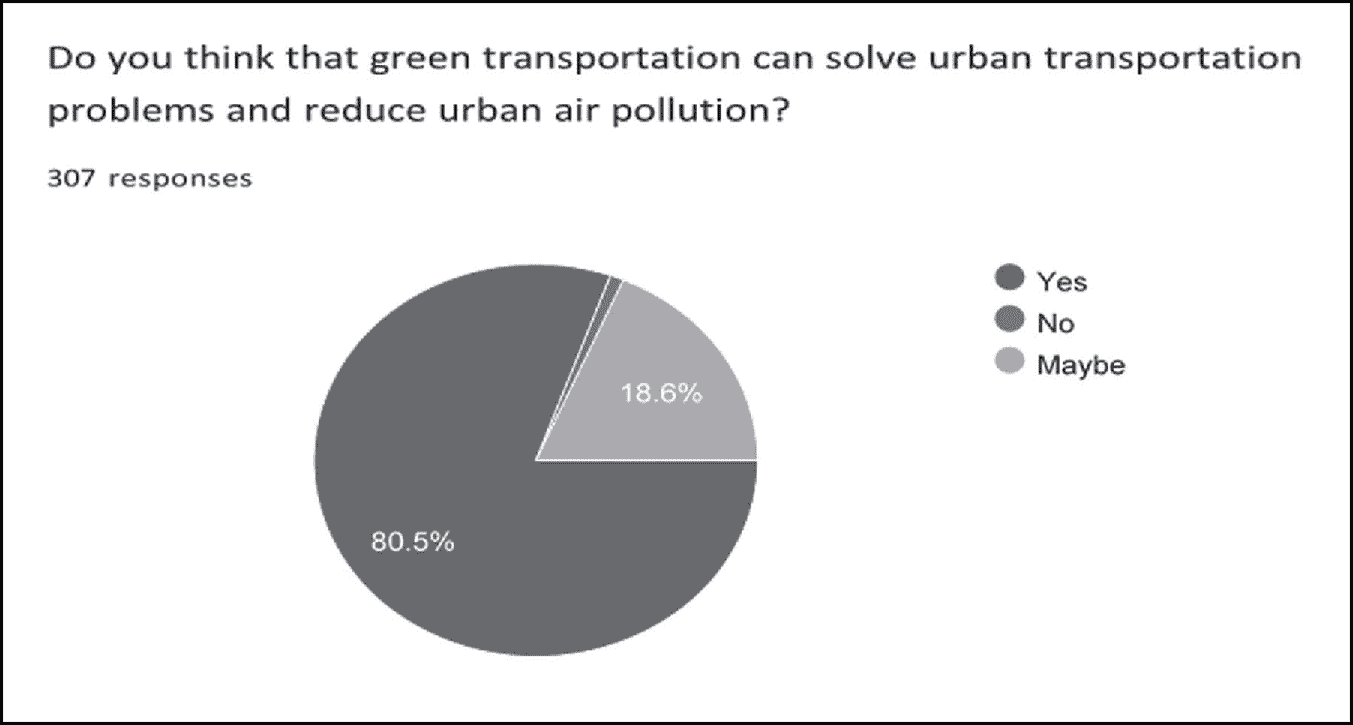 Do you think that green transportation can solve urban transportation
problems and reduce urban air pollution?
307 responses
Yes
No
Maybe
18.6%
80.5%